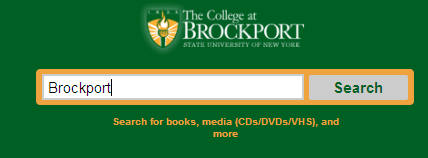 The College at
BROCKPORT
STATE UNIVERSITY OF NEW YORK
Brockport
Search
Search for books, media (CDs/DVDs/VHS), and
more